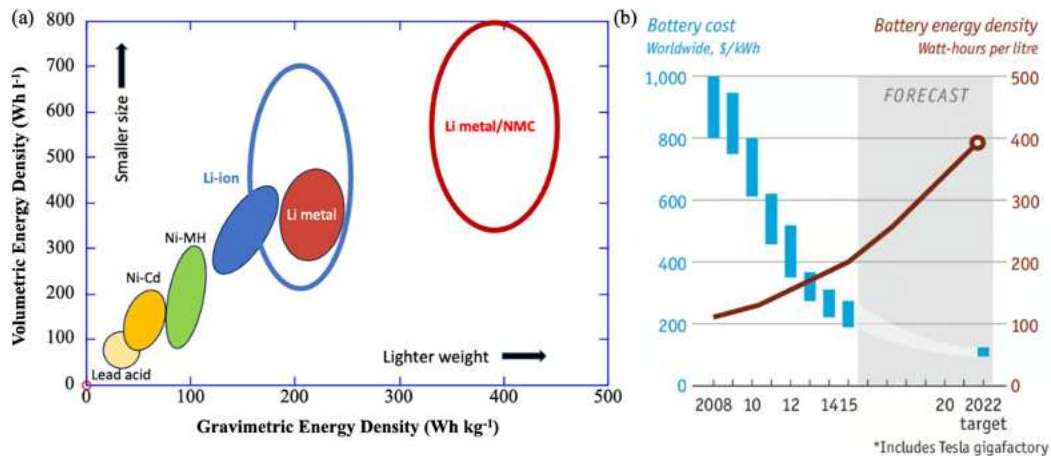 (a)
Volumetric Energy Density (Wh l⁻¹)
800
700
600
500
400
300
200
100
0
Smaller size
Li-ion
Li metal
Li metal/NMC
Ni-MH
Ni-Cd
Lead acid
Lighter weight
0 100 200 300 400 500
Gravimetric Energy Density (Wh kg⁻¹)
(b)
Battery cost
Worldwide, $/kWh
Battery energy density
Watt-hours per litre
1,000
800
600
400
200
0
FORECAST
500
400
300
200
100
0
2008 10 12 14 15 20 2022
target
*Includes Tesla gigafactory